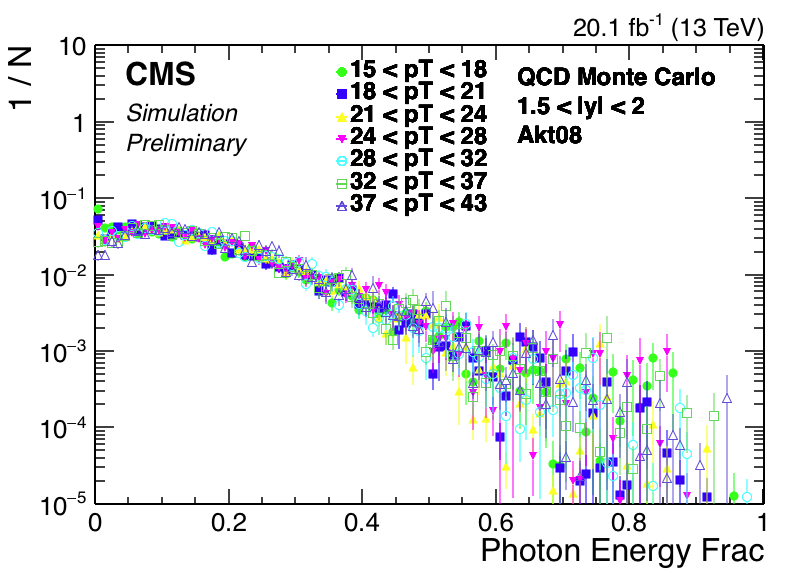 20.1 fb⁻¹ (13 TeV)
1 / N
CMS
Simulation
Preliminary
15 < pT < 18
18 < pT < 21
21 < pT < 24
24 < pT < 28
28 < pT < 32
32 < pT < 37
37 < pT < 43
QCD Monte Carlo
1.5 < |y| < 2
Akt08
10
1
10⁻¹
10⁻²
10⁻³
10⁻⁴
10⁻⁵
0 0.2 0.4 0.6 0.8 1
Photon Energy Frac